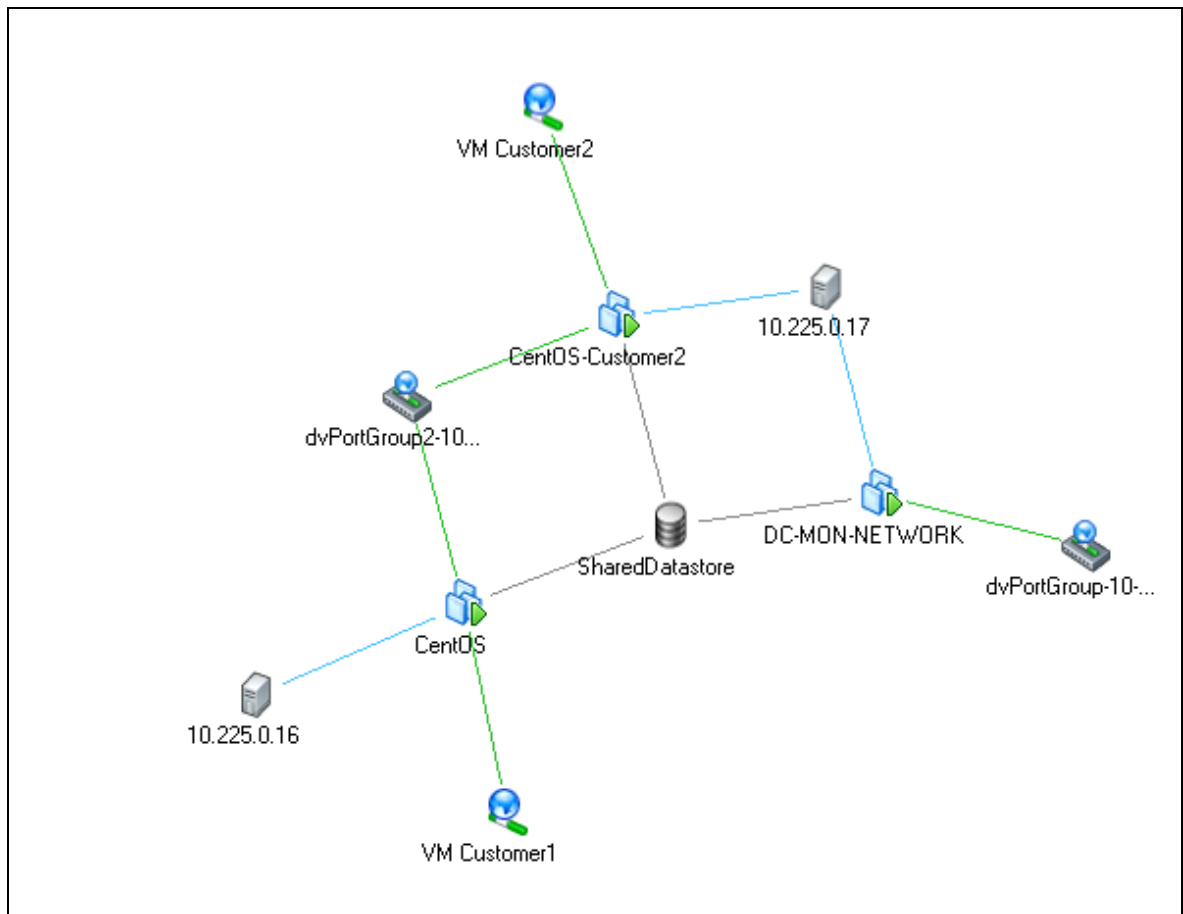 VM Customer2
10.225.0.17
CentOS-Customer2
dvPortGroup2-10...
DC-MON-NETWORK
SharedDatastore
dvPortGroup-10-...
CentOS
10.225.0.16
VM Customer1